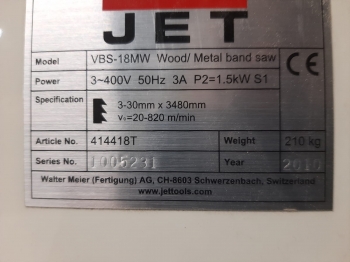 JET
Model VBS-18MW Wood/ Metal band saw
Power 3~400V 50Hz 3A P2=1.5kW S1
Specification 3-30mm x 3480mm
v₀=20-820 m/min
Article No. 414418T Weight 210 kg
Series No. Year
Walter Meier (Fertigung) AG, CH-8603 Schwerzenbach, Switzerland
www.jettools.com
CE